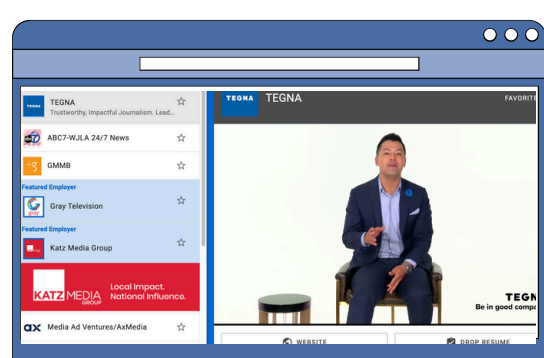 TEGNA
Trustworthy, Impactful Journalism. Lead..
ABC7-WJLA 24/7 News
GMMB
Featured Employer
Gray Television
gray
Featured Employer
Katz Media Group
KATZ MEDIA
GROUP
Local Impact.
National Influence.
ax Media Ad Ventures/AxMedia
TEGNA TEGNA
FAVORITE
TEGN
Be in good compa
WEBSITE
DROP RESUME